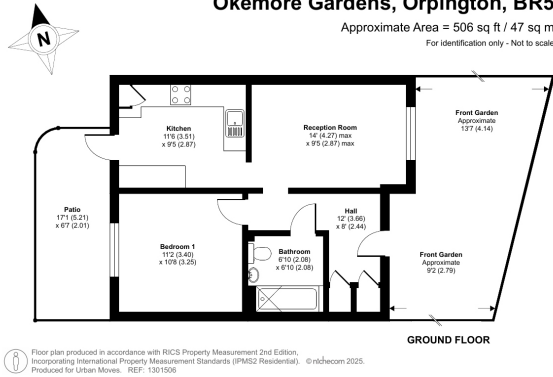 Okemore Gardens, Orpington, BR5
Approximate Area = 506 sq ft / 47 sq m
For identification only - Not to scale
N
Kitchen
11'6 (3.51)
x 9'5 (2.87)
Reception Room
14' (4.27) max
x 9'5 (2.87) max
Front Garden
Approximate
13'7 (4.14)
Patio
17'1 (5.21)
x 6'7 (2.01)
Bedroom 1
11'2 (3.40)
x 10'8 (3.25)
Bathroom
6'10 (2.08)
x 6'10 (2.08)
Hall
12' (3.66)
x 8' (2.44)
Front Garden
Approximate
9'2 (2.79)
GROUND FLOOR
Floor plan produced in accordance with RICS Property Measurement 2nd Edition,
Incorporating International Property Measurement Standards (IPMS2 Residential). © nichecom 2025.
Produced for Urban Moves. REF: 1301506